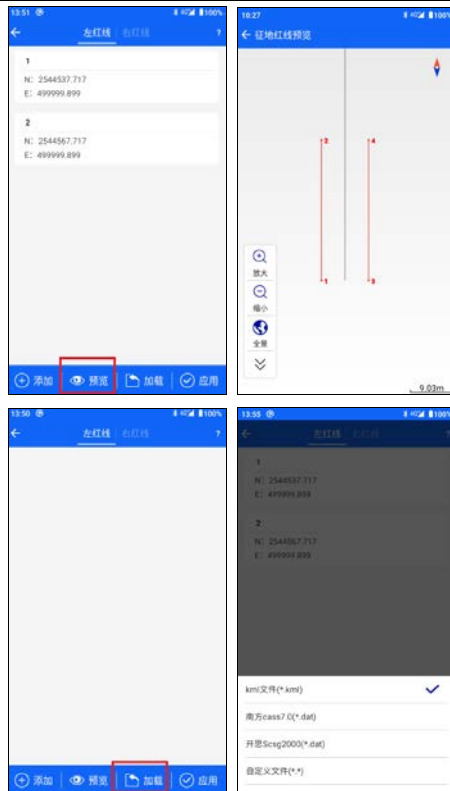 13:51 100%
左红线 右红线 ?
1
N: 2544537.717
E: 499999.899
2
N: 2544567.717
E: 499999.899
添加 预览 加载 应用
10:27 100%
征地红线预览
2 4
1 3
放大
缩小
全景
9.03m
13:50 100%
左红线 右红线 ?
添加 预览 加载 应用
13:55 100%
左红线 右红线 ?
1
N: 2544537.717
E: 499999.899
2
N: 2544567.717
E: 499999.899
kml文件(*.kml)
南方cass7.0(*.dat)
开思Scsg2000(*.dat)
自定义文件(*.*)